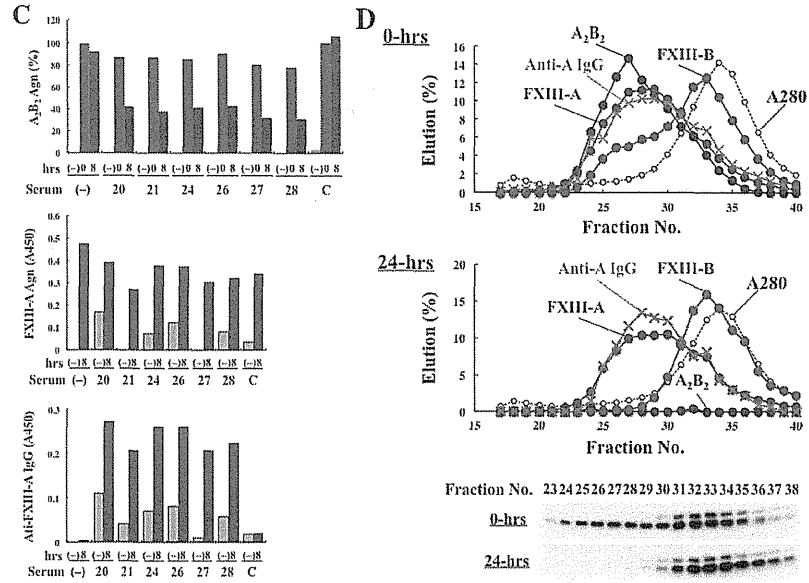 C
A₂B₂ Agn (%)
120
100
80
60
40
20
0
hrs (-) 0 8 (-) 0 8 (-) 0 8 (-) 0 8 (-) 0 8 (-) 0 8 (-) 0 8 (-) 0 8
Serum (-) 20 21 24 26 27 28 C
FXIII-A Agn (A450)
0.6
0.5
0.4
0.3
0.2
0.1
0
hrs (-) 8 (-) 8 (-) 8 (-) 8 (-) 8 (-) 8 (-) 8 (-) 8
Serum (-) 20 21 24 26 27 28 C
Ati-FXIII-A IgG (A450)
0.3
0.2
0.1
0
hrs (-) 8 (-) 8 (-) 8 (-) 8 (-) 8 (-) 8 (-) 8 (-) 8
Serum (-) 20 21 24 26 27 28 C
D
0-hrs
A₂B₂
FXIII-B
Anti-A IgG
FXIII-A
A280
Elution (%)
16
14
12
10
8
6
4
2
0
15 20 25 30 35 40
Fraction No.
24-hrs
Anti-A IgG
FXIII-B
A280
FXIII-A
A₂B₂
Elution (%)
20
15
10
5
0
15 20 25 30 35 40
Fraction No.
Fraction No. 23 24 25 26 27 28 29 30 31 32 33 34 35 36 37 38
0-hrs
24-hrs